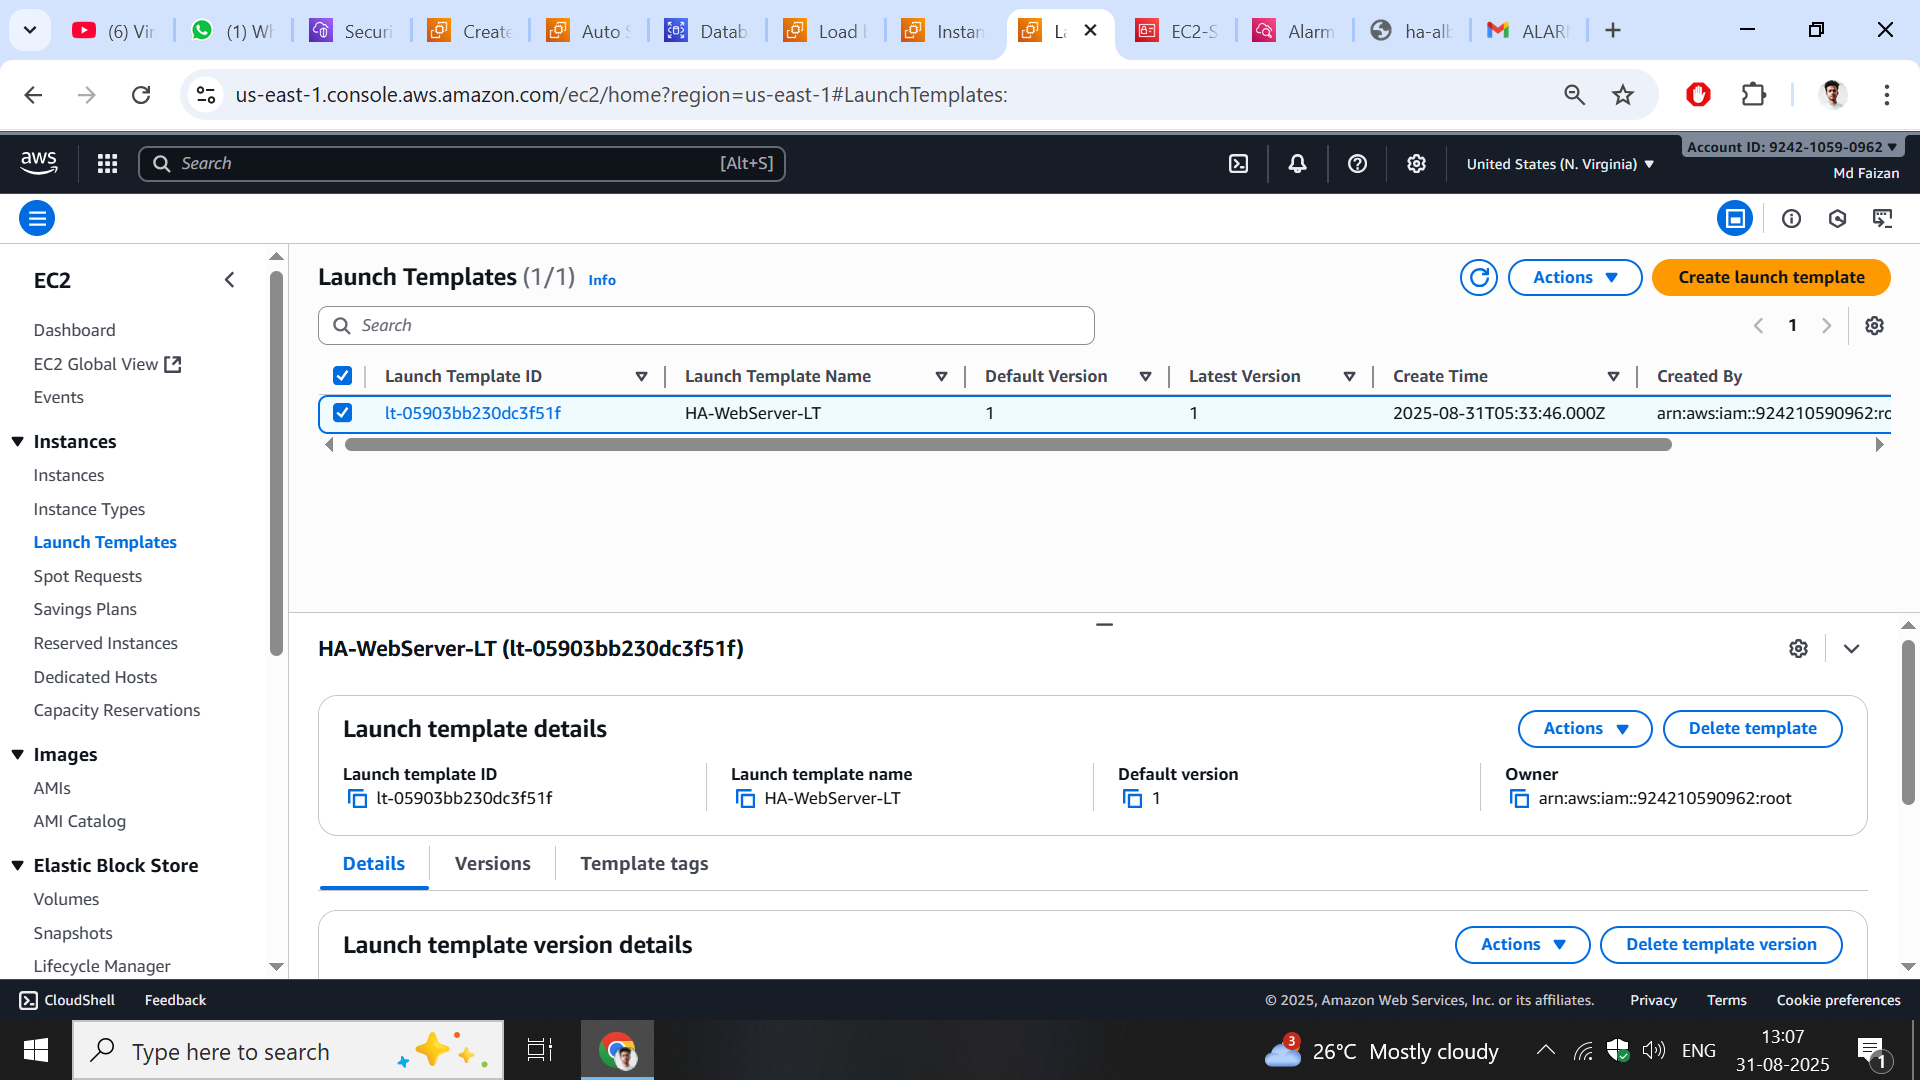 (6) Vir
(1) Wh
Securi
Create
Auto S
Datab
Load
Instan
La
EC2-S
Alarm
ha-alb
ALAR
us-east-1.console.aws.amazon.com/ec2/home?region=us-east-1#LaunchTemplates:
aws
Search
[Alt+S]
United States (N. Virginia)
Account ID: 9242-1059-0962
Md Faizan
EC2
Dashboard
EC2 Global View
Events
Instances
Instances
Instance Types
Launch Templates
Spot Requests
Savings Plans
Reserved Instances
Dedicated Hosts
Capacity Reservations
Images
AMIs
AMI Catalog
Elastic Block Store
Volumes
Snapshots
Lifecycle Manager
Launch Templates (1/1) Info
Actions
Create launch template
Search
1
Launch Template ID Launch Template Name Default Version Latest Version Create Time Created By
lt-05903bb230dc3f51f HA-WebServer-LT 1 1 2025-08-31T05:33:46.000Z arn:aws:iam::924210590962:ro
HA-WebServer-LT (lt-05903bb230dc3f51f)
Launch template details
Actions
Delete template
Launch template ID
lt-05903bb230dc3f51f
Launch template name
HA-WebServer-LT
Default version
1
Owner
arn:aws:iam::924210590962:root
Details Versions Template tags
Launch template version details
Actions
Delete template version
CloudShell Feedback
© 2025, Amazon Web Services, Inc. or its affiliates. Privacy Terms Cookie preferences
Type here to search
3
26°C Mostly cloudy
ENG
13:07
31-08-2025
1